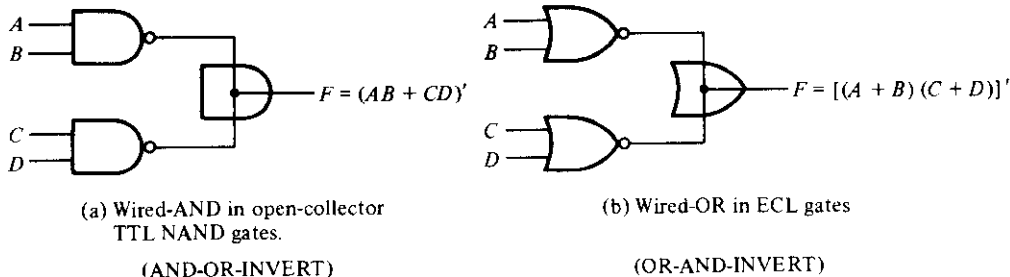 A
B
F = (AB + CD)′
C
D
(a) Wired-AND in open-collector
TTL NAND gates.
(AND-OR-INVERT)
A
B
F = [(A + B) (C + D)]′
C
D
(b) Wired-OR in ECL gates
(OR-AND-INVERT)